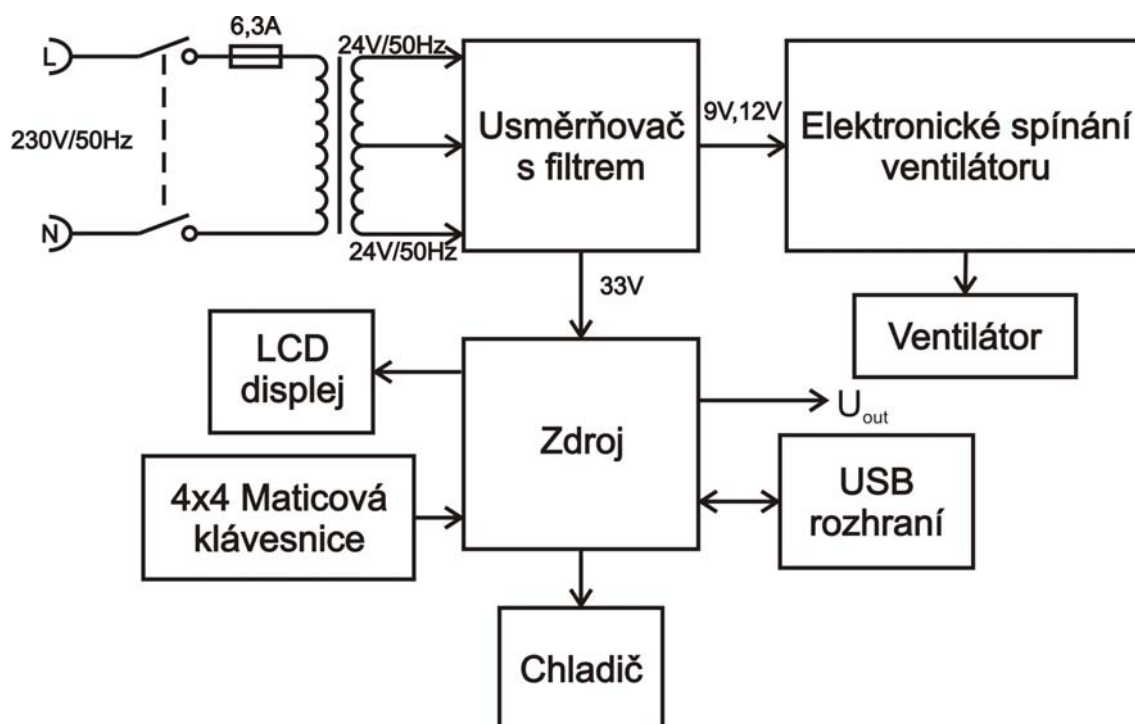 6,3A
24V/50Hz
L
230V/50Hz
N
24V/50Hz
Usměrňovač
s filtrem
9V,12V
Elektronické spínání
ventilátoru
33V
Ventilátor
LCD
displej
Zdroj
Uout
4x4 Maticová
klávesnice
USB
rozhraní
Chladič